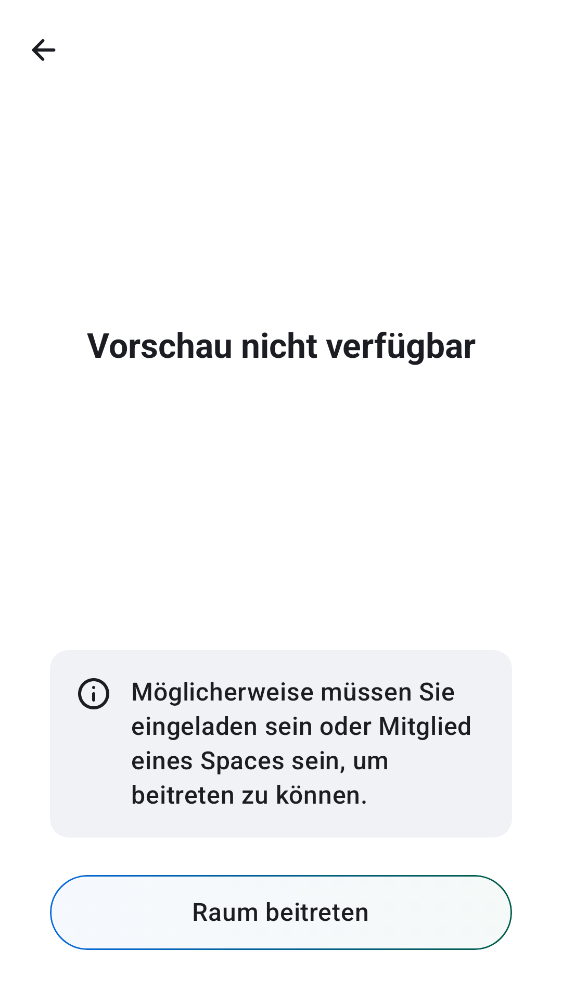 Vorschau nicht verfügbar
Möglicherweise müssen Sie
eingeladen sein oder Mitglied
eines Spaces sein, um
beitreten zu können.
Raum beitreten